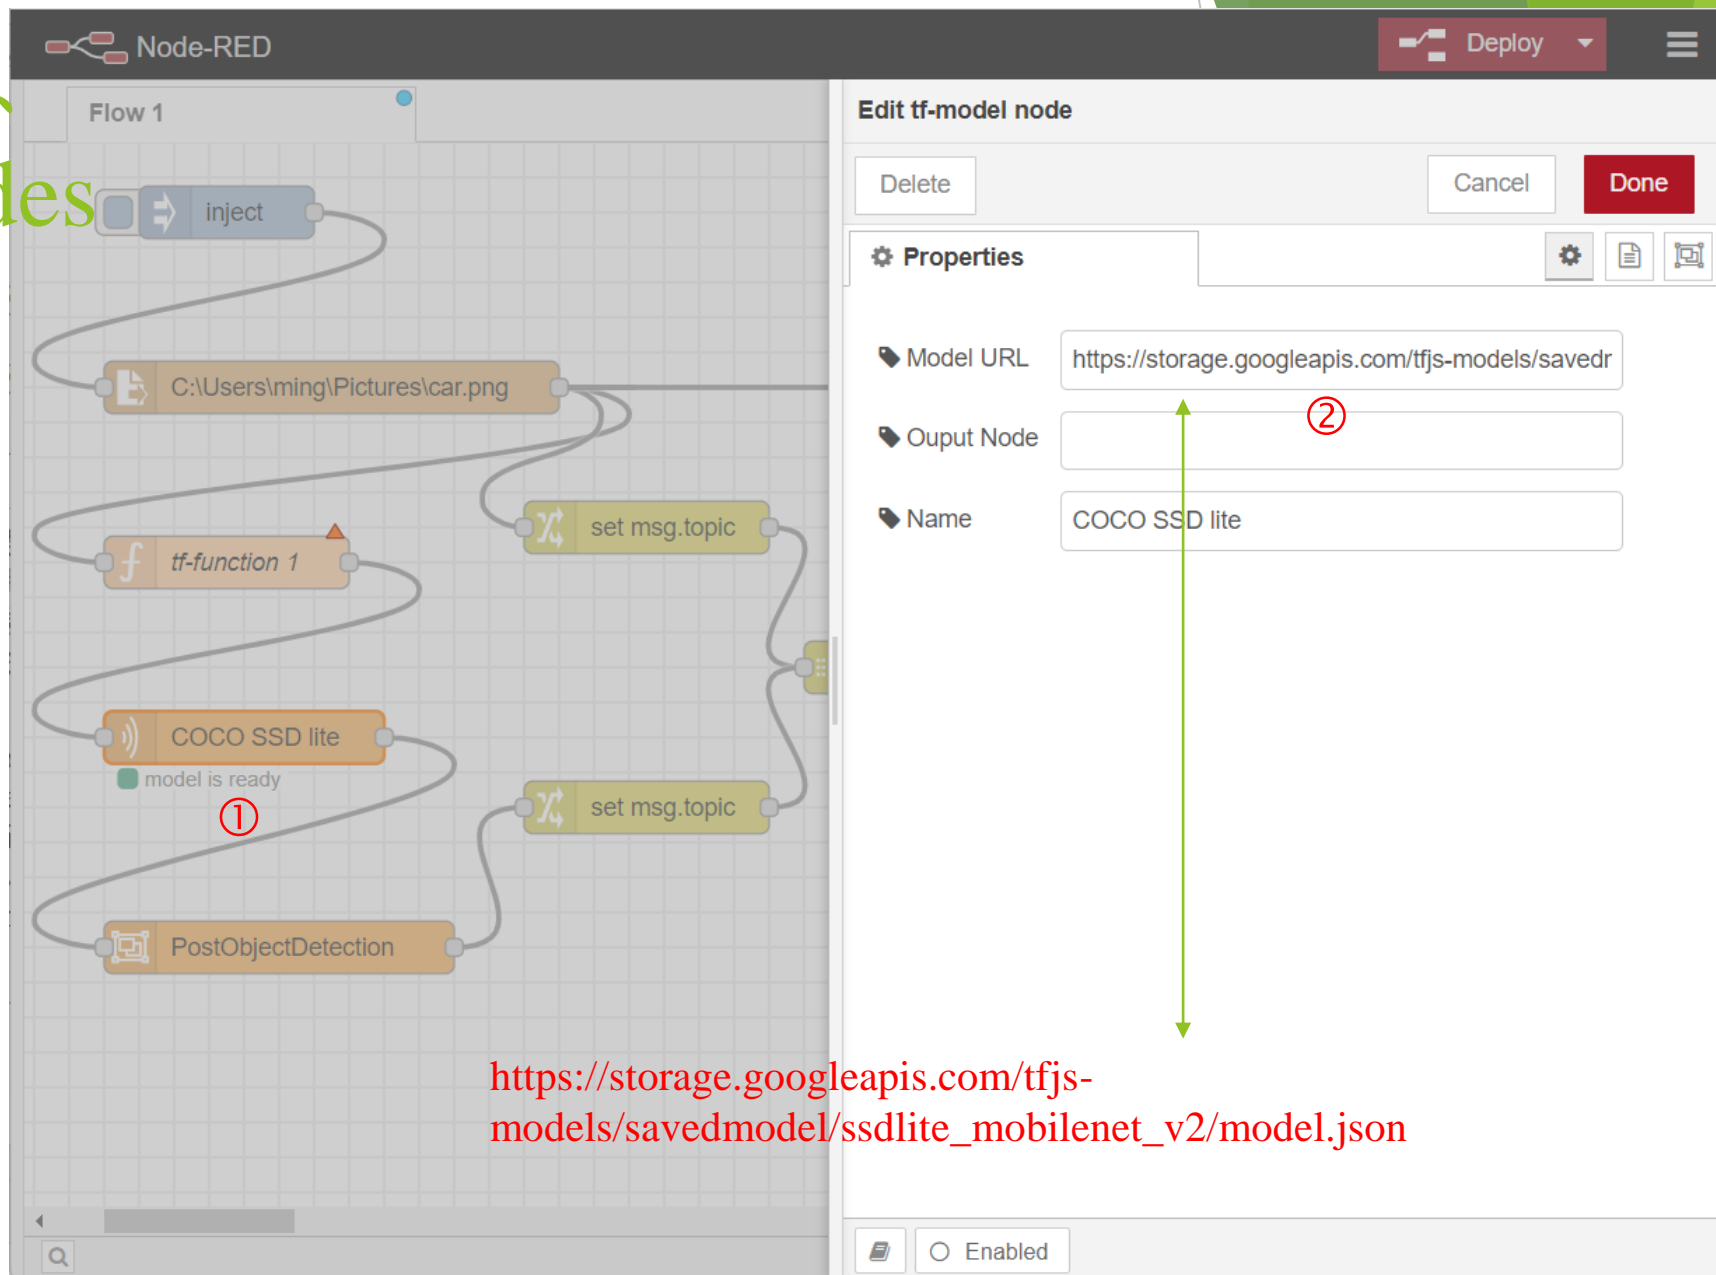 Node-RED
Deploy
Flow 1
des
inject
C:\Users\ming\Pictures\car.png
set msg.topic
tf-function 1
COCO SSD lite
model is ready
①
set msg.topic
PostObjectDetection
Edit tf-model node
Delete
Cancel
Done
Properties
Model URL
https://storage.googleapis.com/tfjs-models/savedr
②
Ouput Node
Name
COCO SSD lite
https://storage.googleapis.com/tfjs-
models/savedmodel/ssdlite_mobilenet_v2/model.json
Enabled